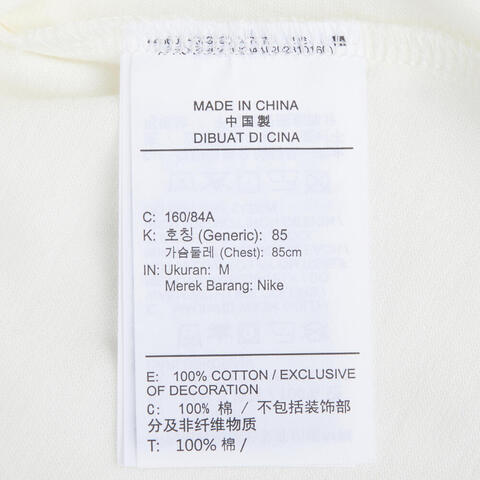 MADE IN CHINA
中国製
DIBUAT DI CINA
C: 160/84A
K: 호칭 (Generic): 85
가슴둘레 (Chest): 85cm
IN: Ukuran: M
Merek Barang: Nike
E: 100% COTTON / EXCLUSIVE
OF DECORATION
C: 100% 棉 / 不包括装饰部
分及非纤维物质
T: 100% 棉 /